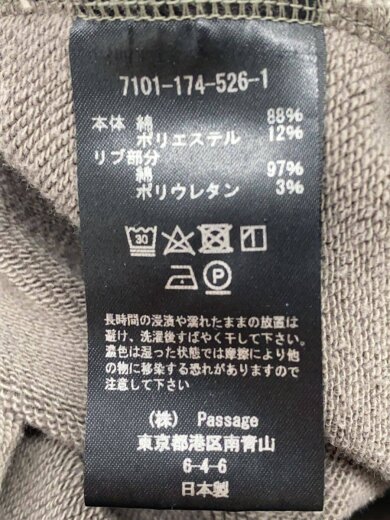 7101-174-526-1
本体 綿 88%
ポリエステル 12%
リブ部分
綿 97%
ポリウレタン 3%
30
P
長時間の浸漬や濡れたままの放置は
避け、洗濯後すばやく干して下さい。
濃色は湿った状態では摩擦により他
の物に移染する恐れがありますので
注意して下さい
(株) Passage
東京都港区南青山
6-4-6
日本製